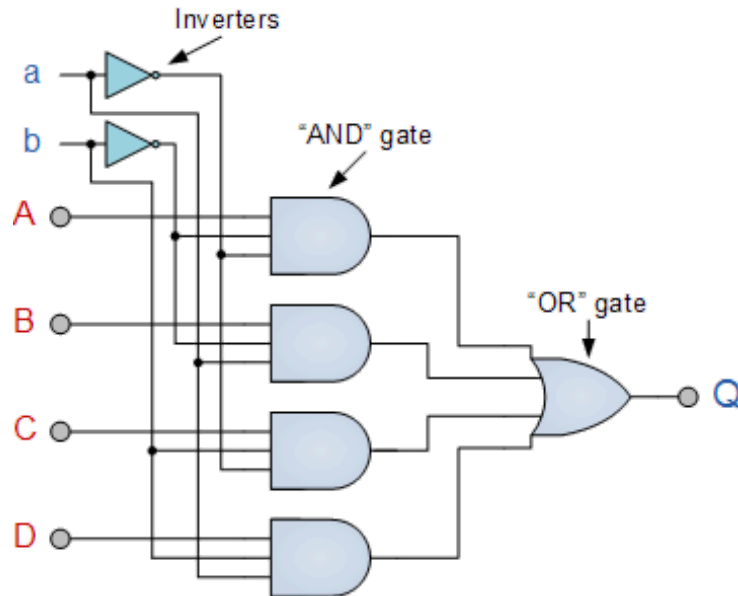 Inverters
a
b
“AND” gate
A
B
“OR” gate
Q
C
D